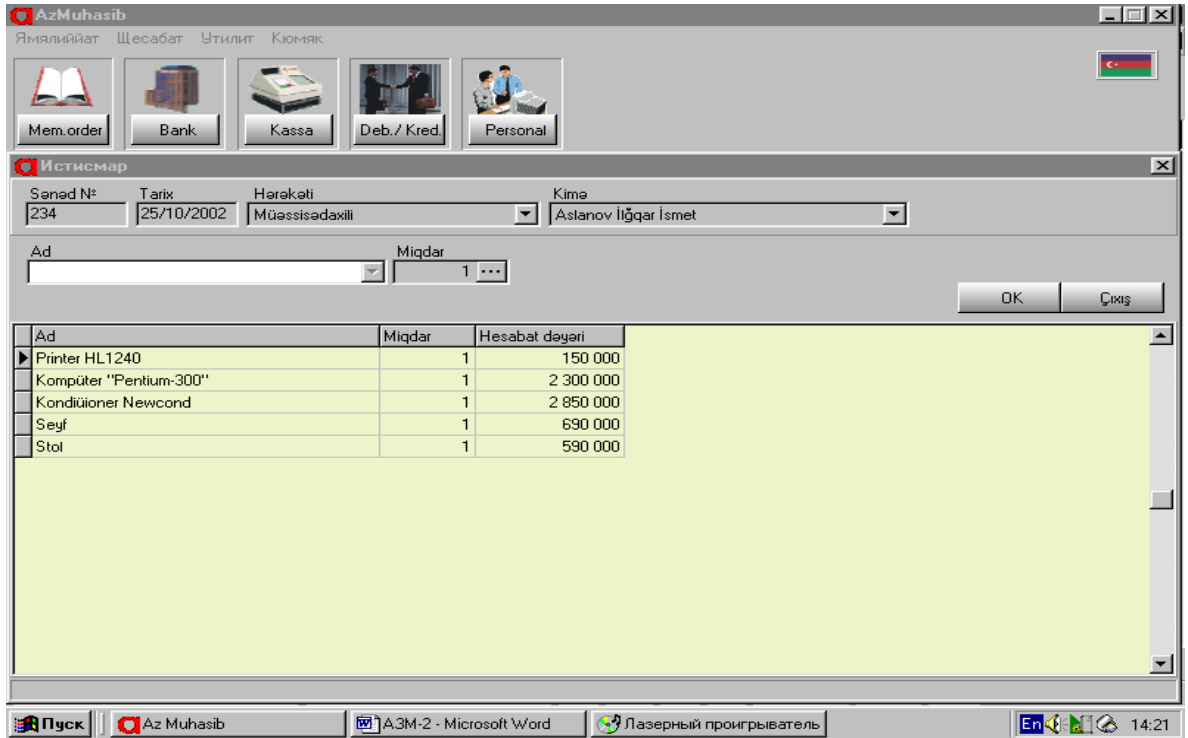 AzMuhasib
Ямялиййат Щесабат Утилит Кюмяк
Mem.order Bank Kassa Deb./ Kred. Personal
Истисмар
Sənəd № Tarix Hərəkəti Kimə
234 25/10/2002 Müəssisədaxili Aslanov İlğqar İsmet
Ad Miqdar
1 ...
OK Çıxış
Ad Miqdar Hesabat dəyəri
Printer HL1240 1 150 000
Kompüter "Pentium-300" 1 2 300 000
Kondiüioner Newcond 1 2 850 000
Seyf 1 690 000
Stol 1 590 000
Пуск Az Muhasib АЗМ-2 - Microsoft Word Лазерный проигрыватель En 14:21